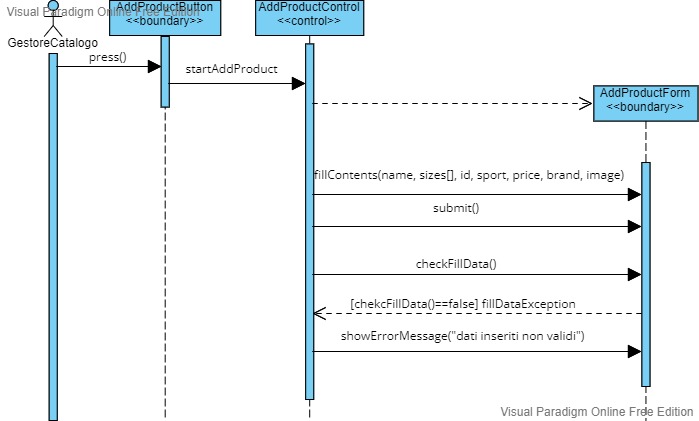 Visual Paradigm Online Free Edition
AddProductButton
<<boundary>>
AddProductControl
<<control>>
GestoreCatalogo
press()
startAddProduct
AddProductForm
<<boundary>>
fillContents(name, sizes[], id, sport, price, brand, image)
submit()
checkFillData()
[chekcFillData()==false] fillDataException
showErrorMessage("dati inseriti non validi")
Visual Paradigm Online Free Edition